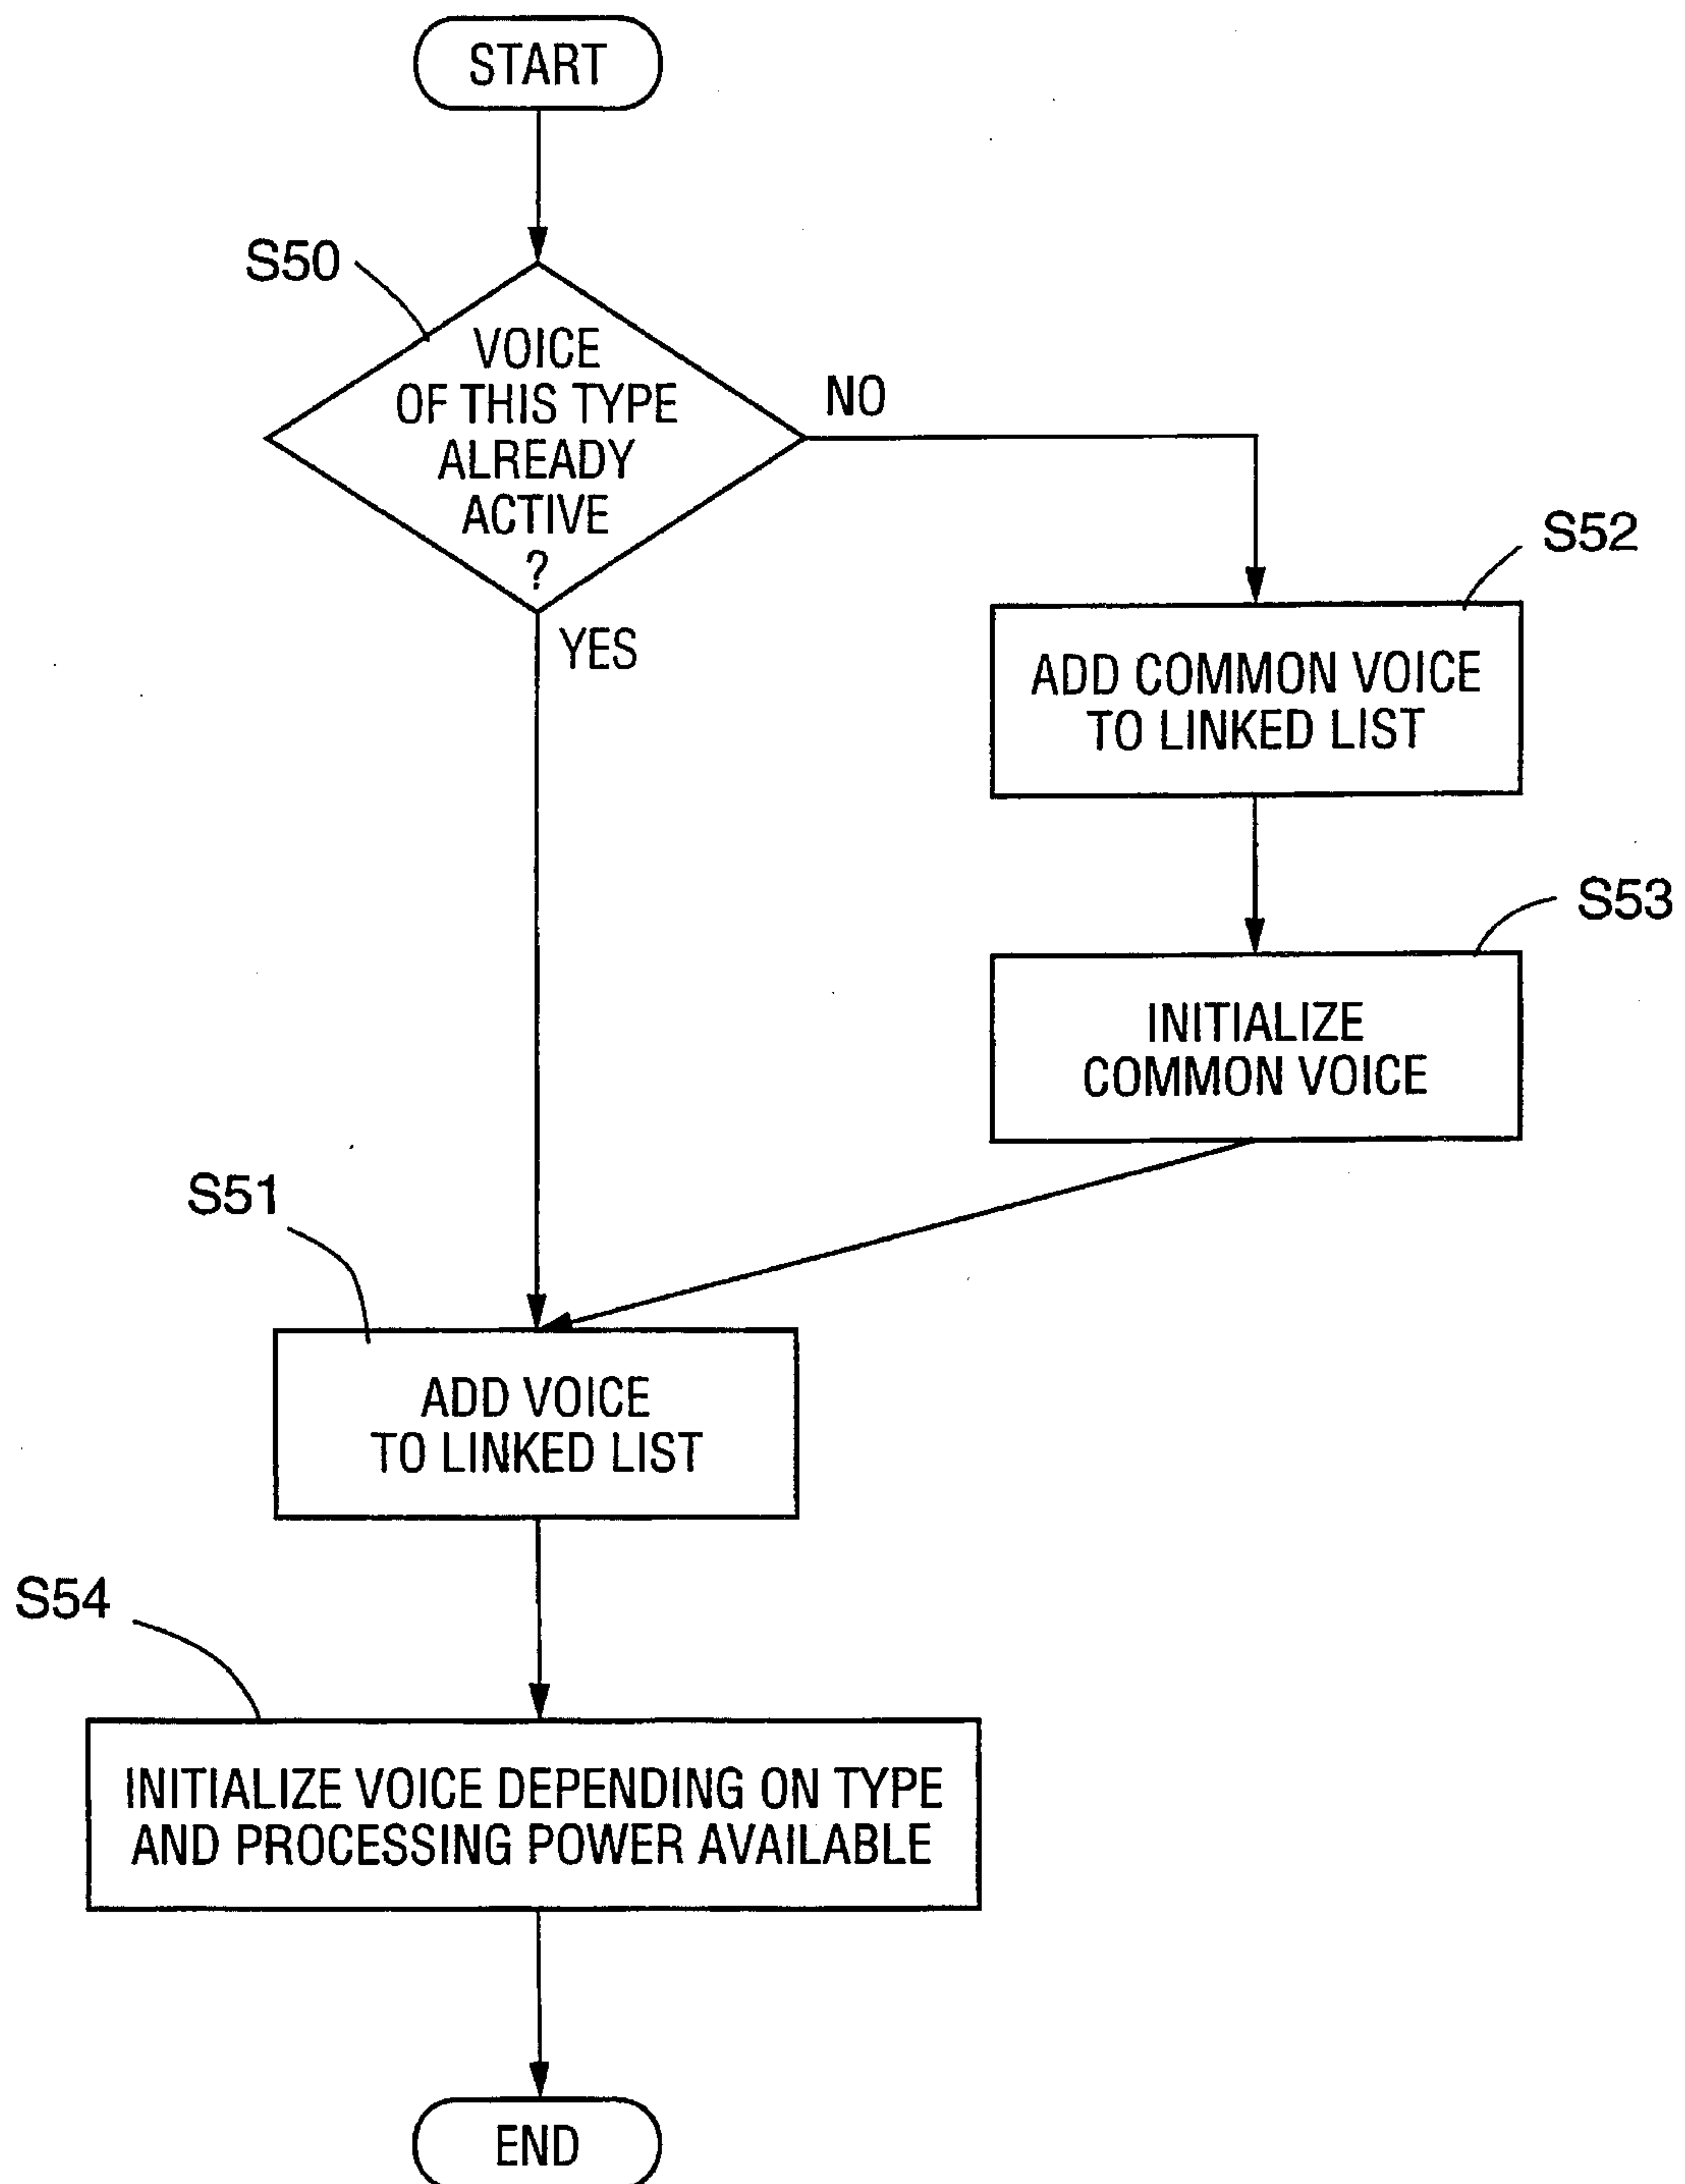 START
S50
VOICE
OF THIS TYPE
ALREADY
ACTIVE
?
NO
YES
S52
ADD COMMON VOICE
TO LINKED LIST
S53
INITIALIZE
COMMON VOICE
S51
ADD VOICE
TO LINKED LIST
S54
INITIALIZE VOICE DEPENDING ON TYPE
AND PROCESSING POWER AVAILABLE
END